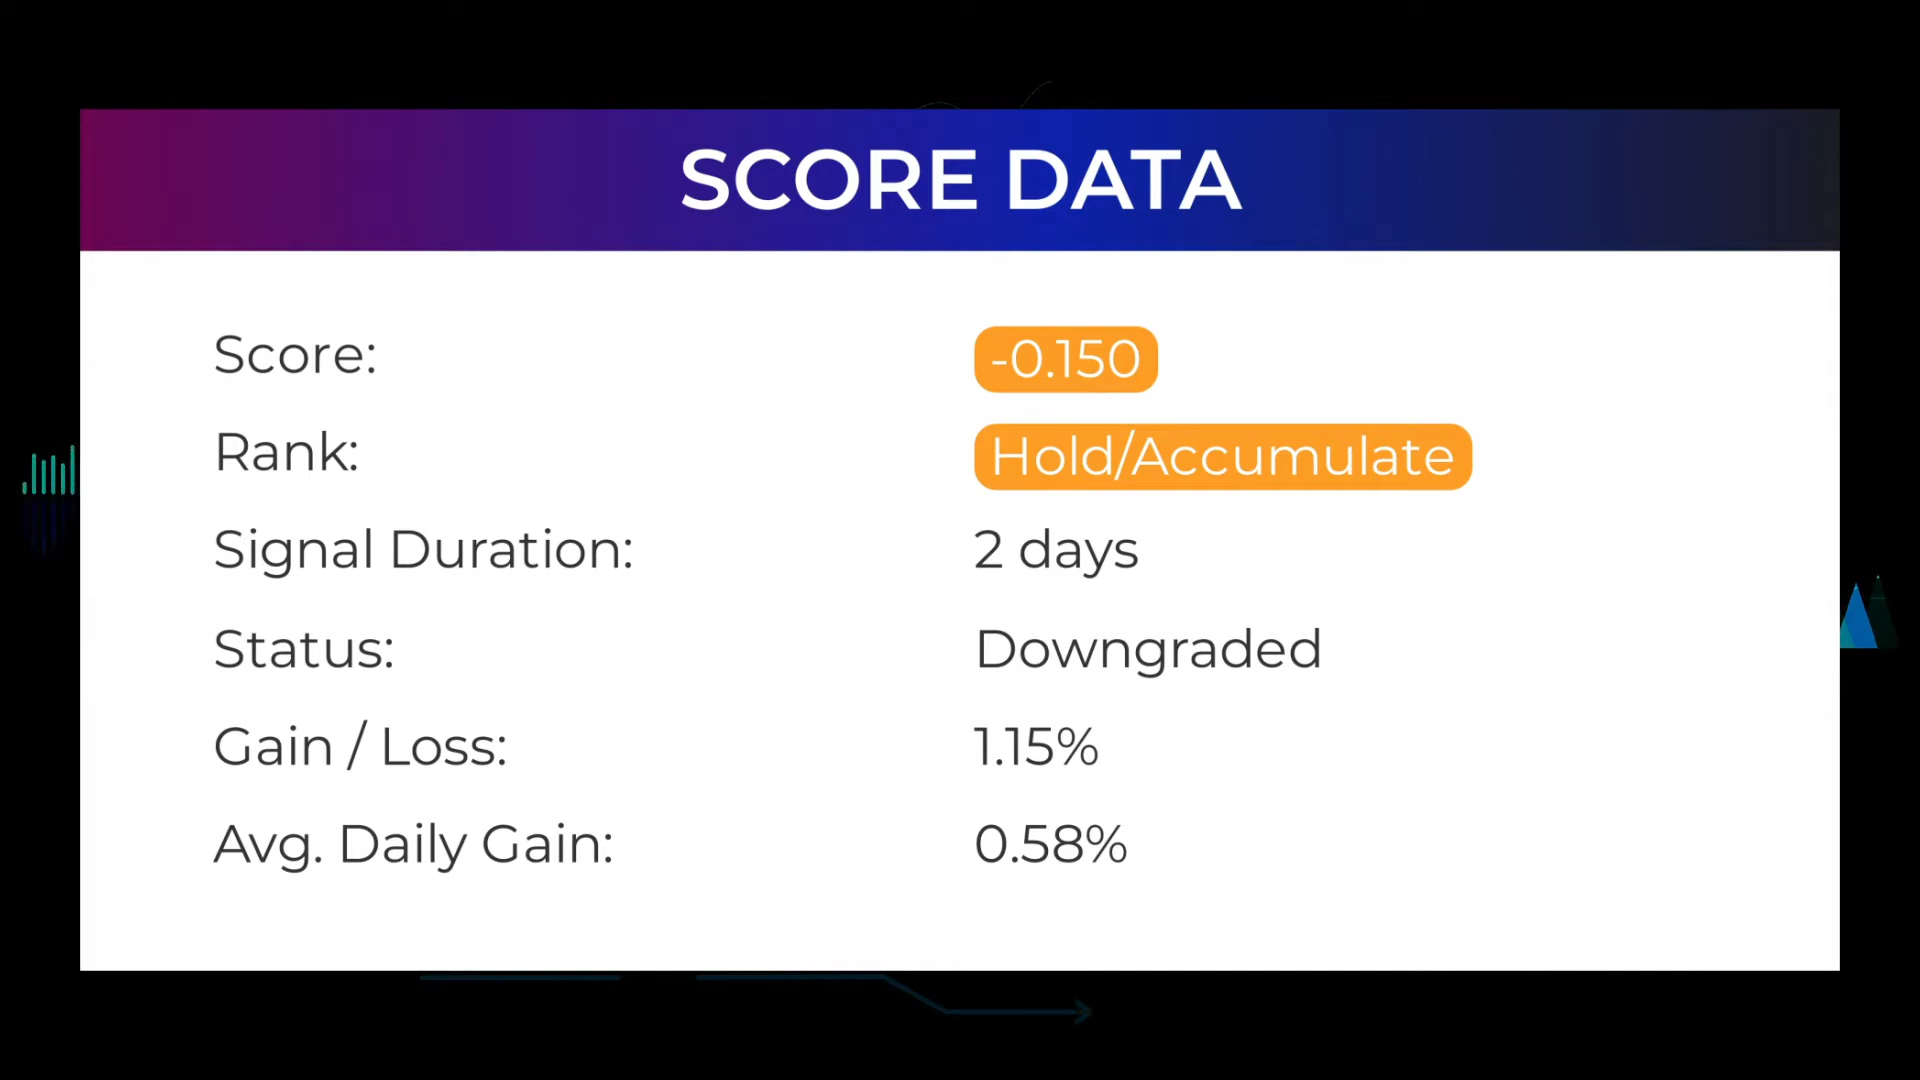 SCORE DATA
Score: -0.150
Rank: Hold/Accumulate
Signal Duration: 2 days
Status: Downgraded
Gain / Loss: 1.15%
Avg. Daily Gain: 0.58%